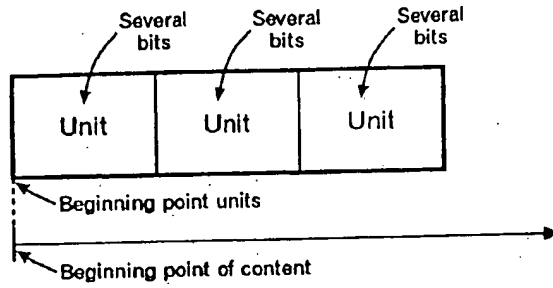 Several
bits
Several
bits
Several
bits
Unit
Unit
Unit
Beginning point units
Beginning point of content